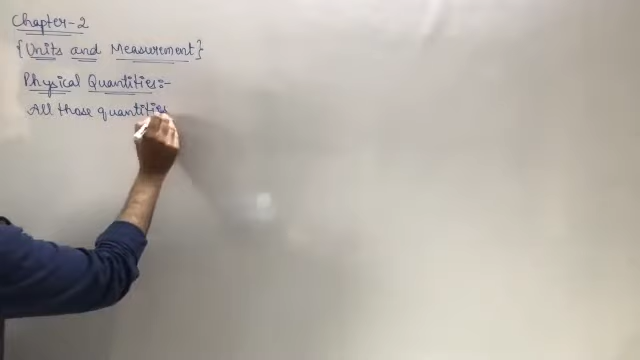 Chapter-2
{Units and Measurement}
Physical Quantities:-
All those quantities